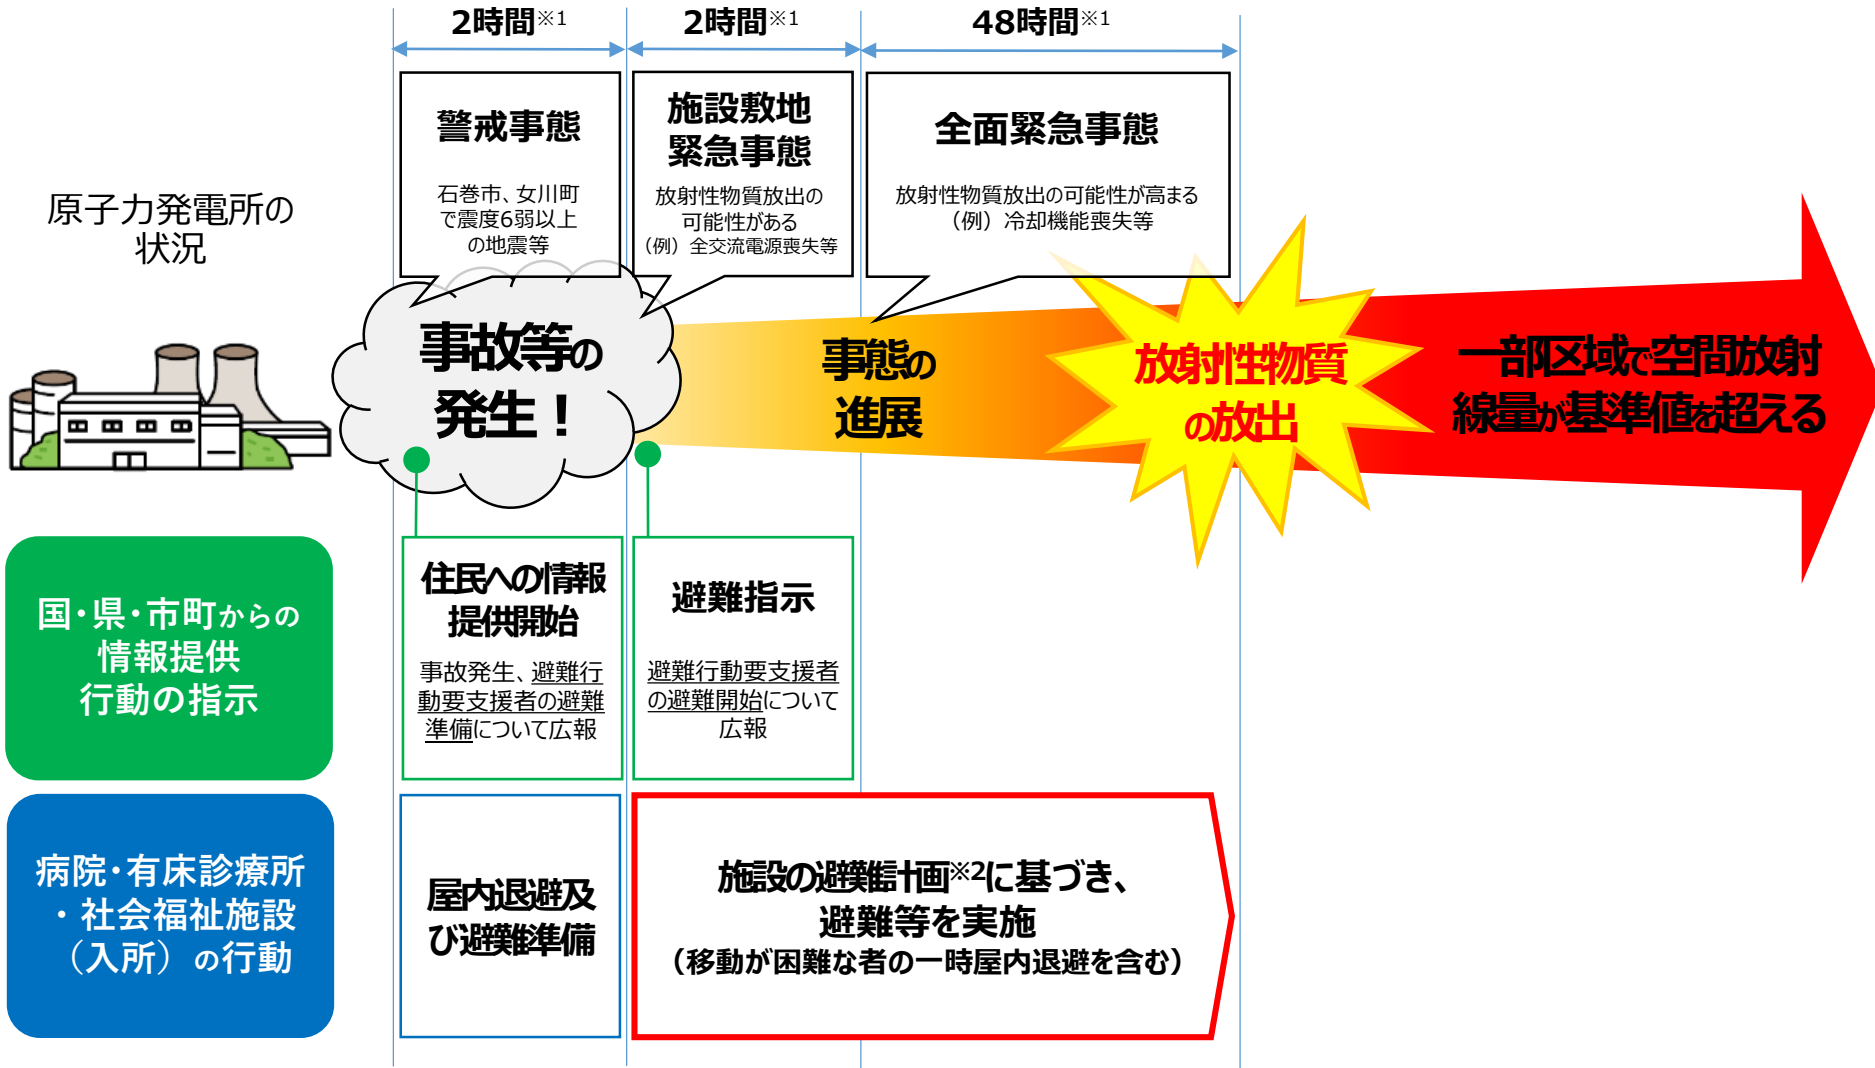 2時間※1
2時間※1
48時間※1
警戒事態
石巻市、女川町
で震度6弱以上
の地震等
施設敷地
緊急事態
放射性物質放出の
可能性がある
（例）全交流電源喪失等
全面緊急事態
放射性物質放出の可能性が高まる
（例）冷却機能喪失等
原子力発電所の
状況
事故等の
発生！
事態の
進展
放射性物質
の放出
一部区域で空間放射
線量が基準値を超える
国・県・市町からの
情報提供
行動の指示
住民への情報
提供開始
事故発生、避難行
動要支援者の避難
準備について広報
避難指示
避難行動要支援者
の避難開始について
広報
病院・有床診療所
・社会福祉施設
（入所）の行動
屋内退避及
び避難準備
施設の避難計画※2に基づき、
避難等を実施
（移動が困難な者の一時屋内退避を含む）